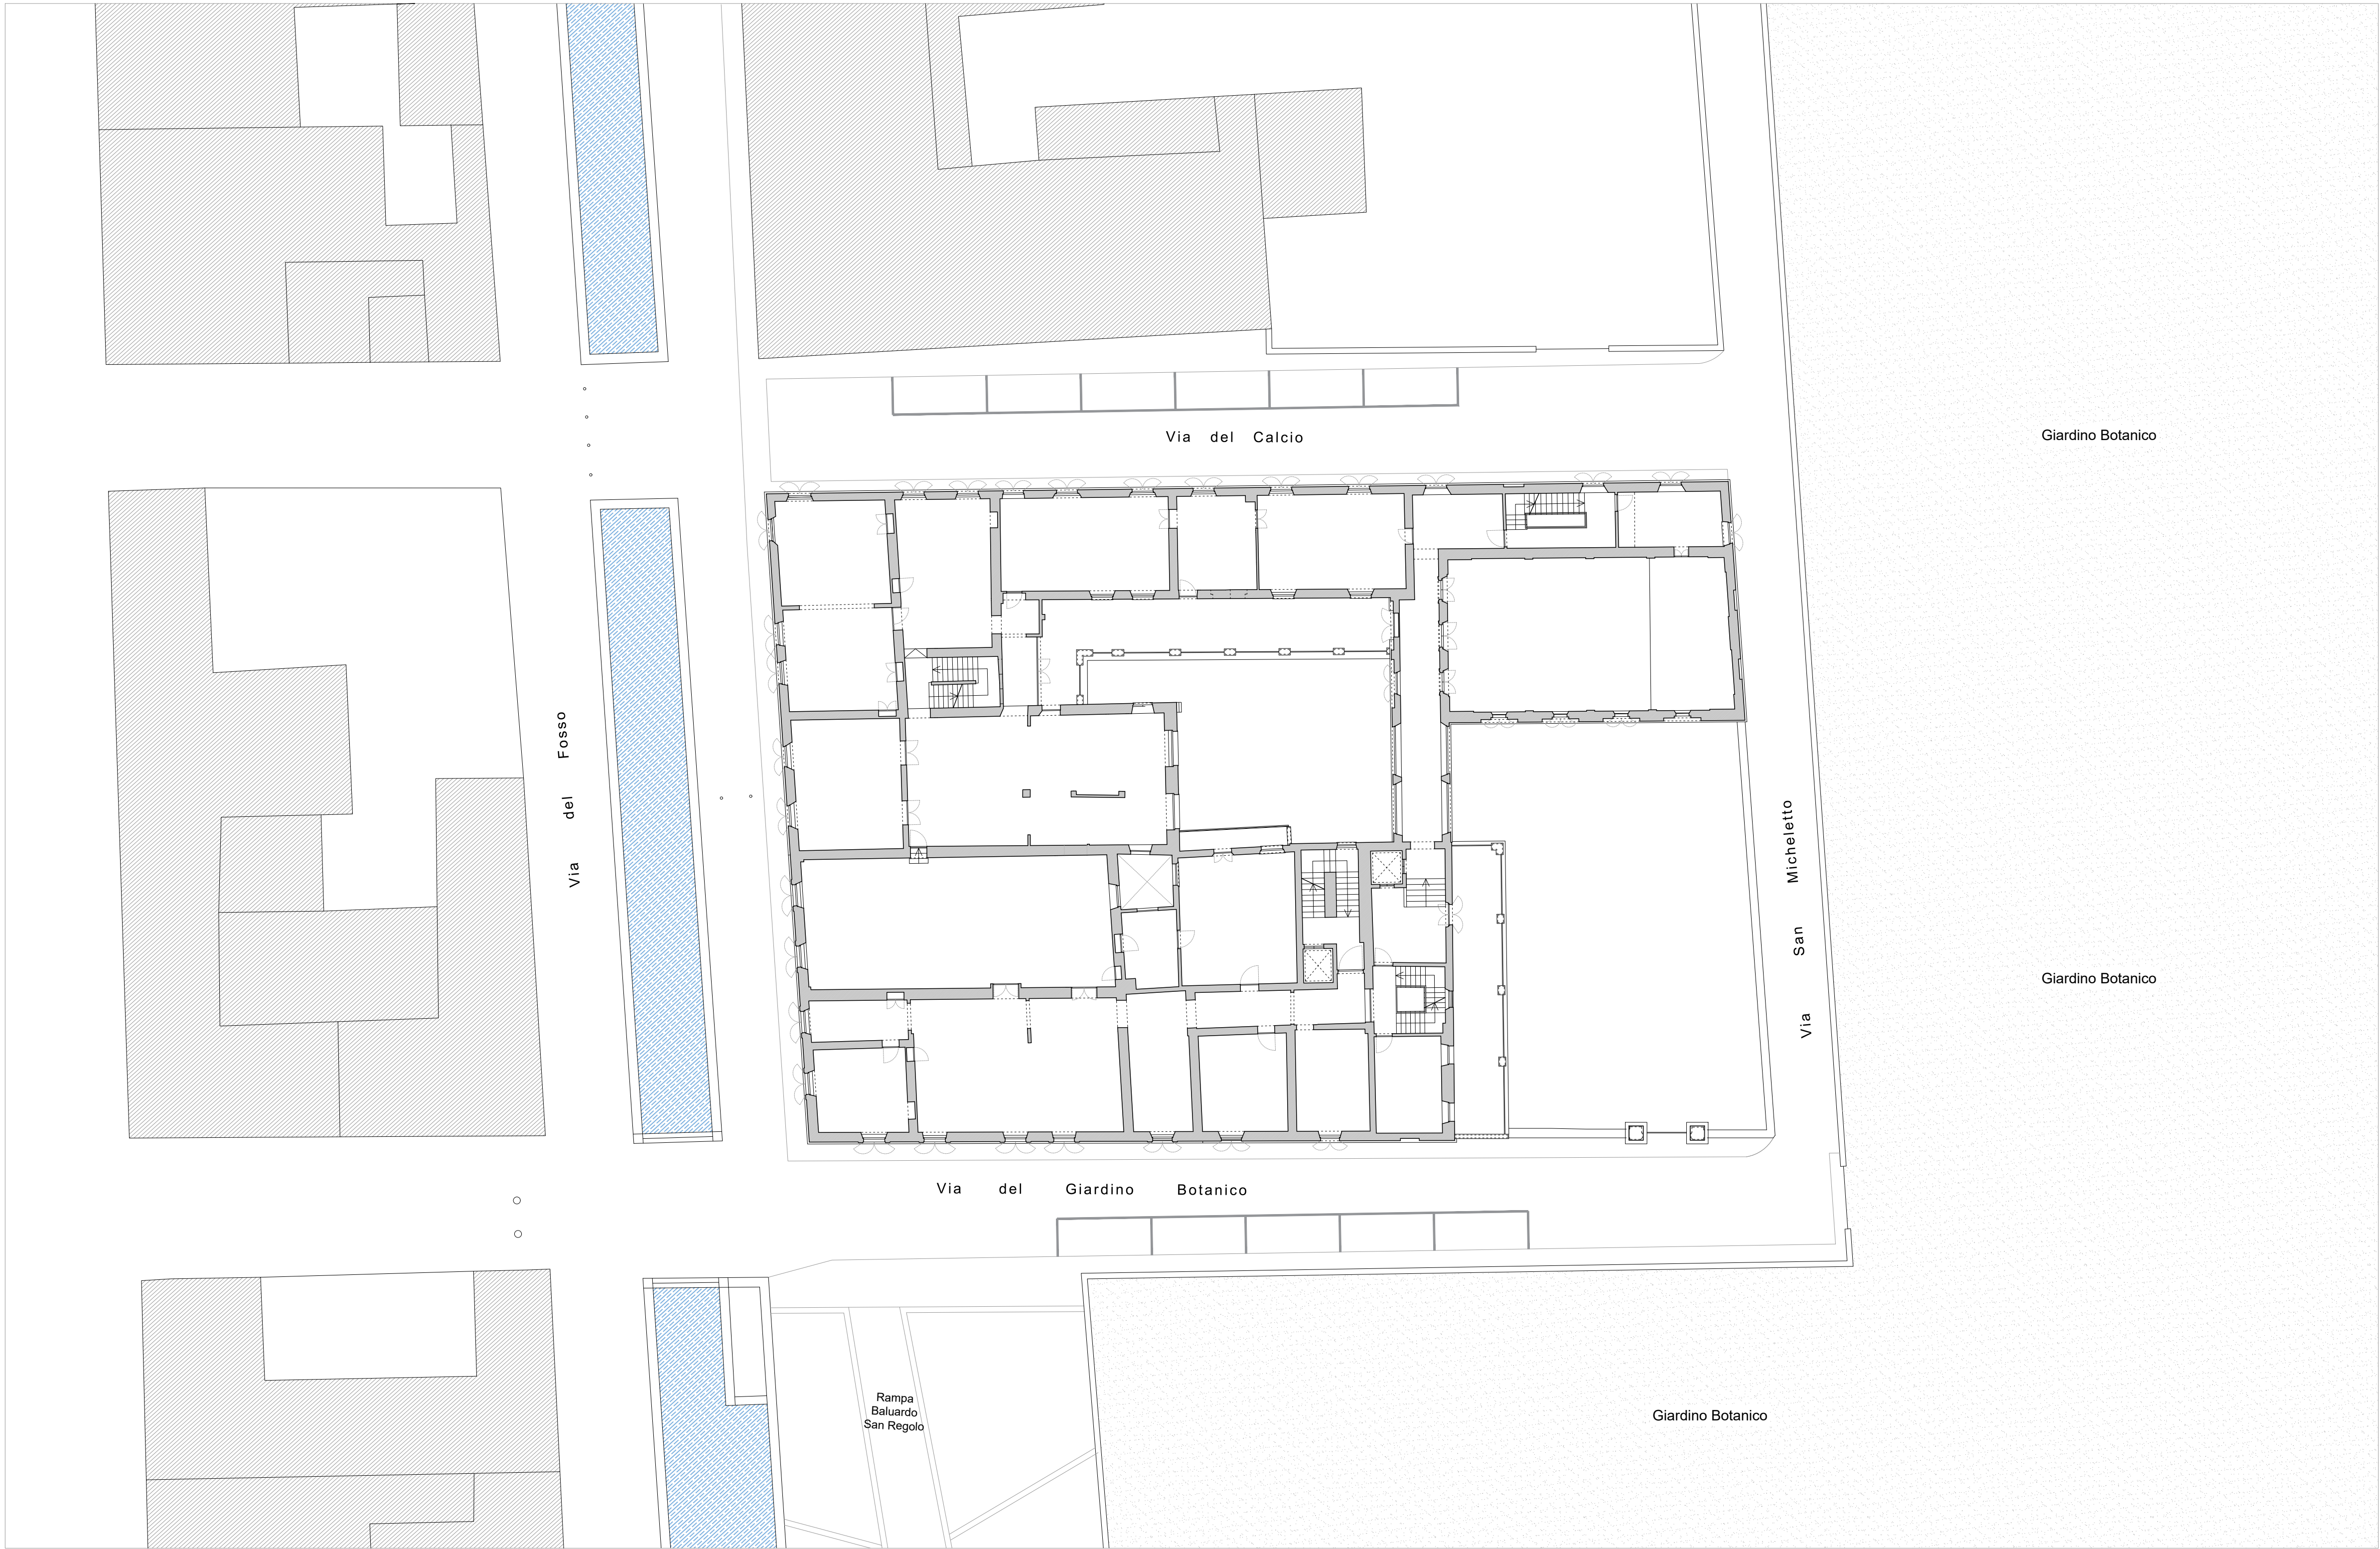 Via del Calcio
Giardino Botanico
Via del Fosso
Via San Micheletto
Giardino Botanico
Via del Giardino Botanico
Rampa
Baluardo
San Regolo
Giardino Botanico